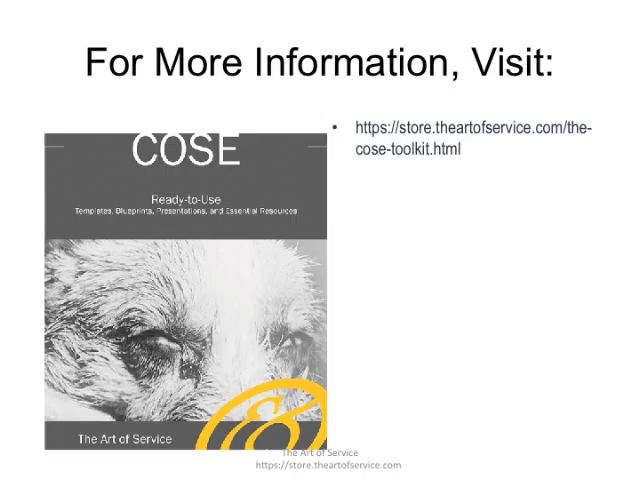 For More Information, Visit:
• https://store.theartofservice.com/the-
cose-toolkit.html
COSE
Ready-to-Use
Templates, Blueprints, Presentations, and Essential Resources
&
The Art of Service
The Art of Service
https://store.theartofservice.com